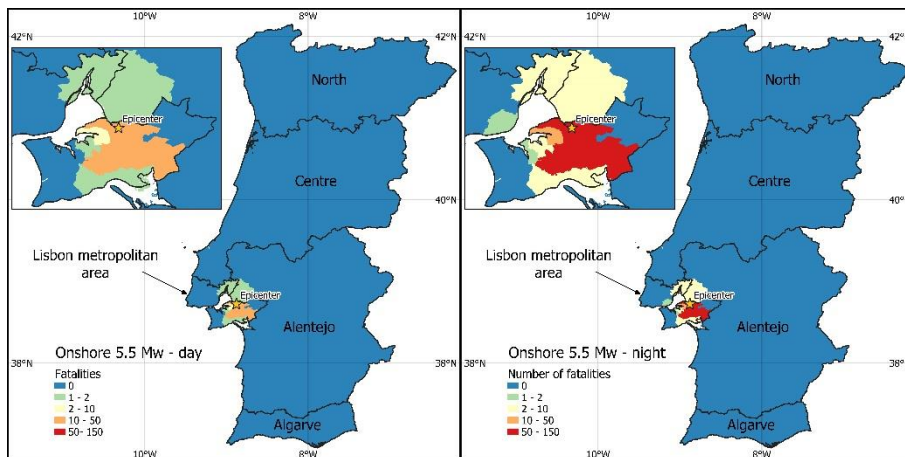 10°W
8°W
42°N
Epicenter
North
Centre
40°N
Lisbon metropolitan
area
Epicenter
Alentejo
Onshore 5.5 Mw - day
38°N
Fatalities
0
1 - 2
2 - 10
10 - 50
50- 150
Algarve
10°W
8°W
10°W
8°W
42°N
42°N
Epicenter
North
Centre
40°N
Lisbon metropolitan
area
Epicenter
Alentejo
Onshore 5.5 Mw - night
38°N
Number of fatalities
0
1 - 2
2 - 10
10 - 50
50-150
Algarve
10°W
8°W